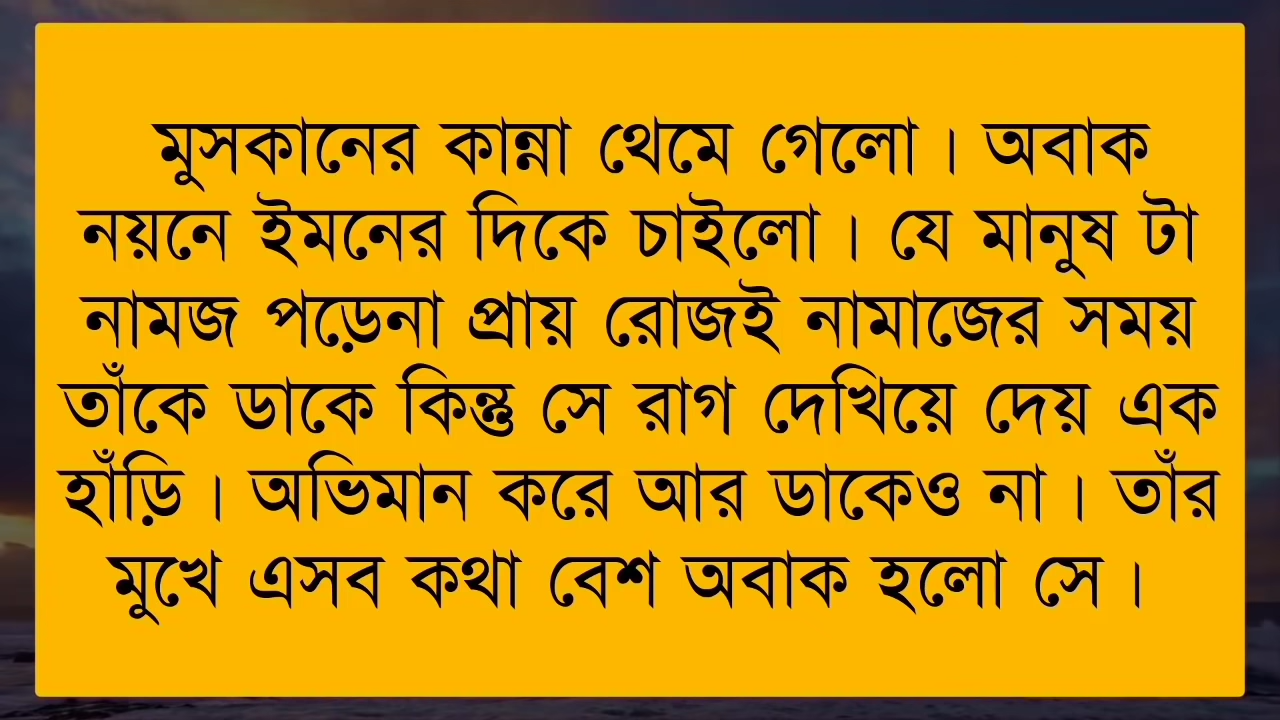 মুসকানের কান্না থেমে গেলো। অবাক
নয়নে ইমনের দিকে চাইলো। যে মানুষ টা
নামজ পড়েনা প্রায় রোজই নামাজের সময়
তাঁকে ডাকে কিন্তু সে রাগ দেখিয়ে দেয় এক
হাঁড়ি। অভিমান করে আর ডাকেও না। তাঁর
মুখে এসব কথা বেশ অবাক হলো সে।